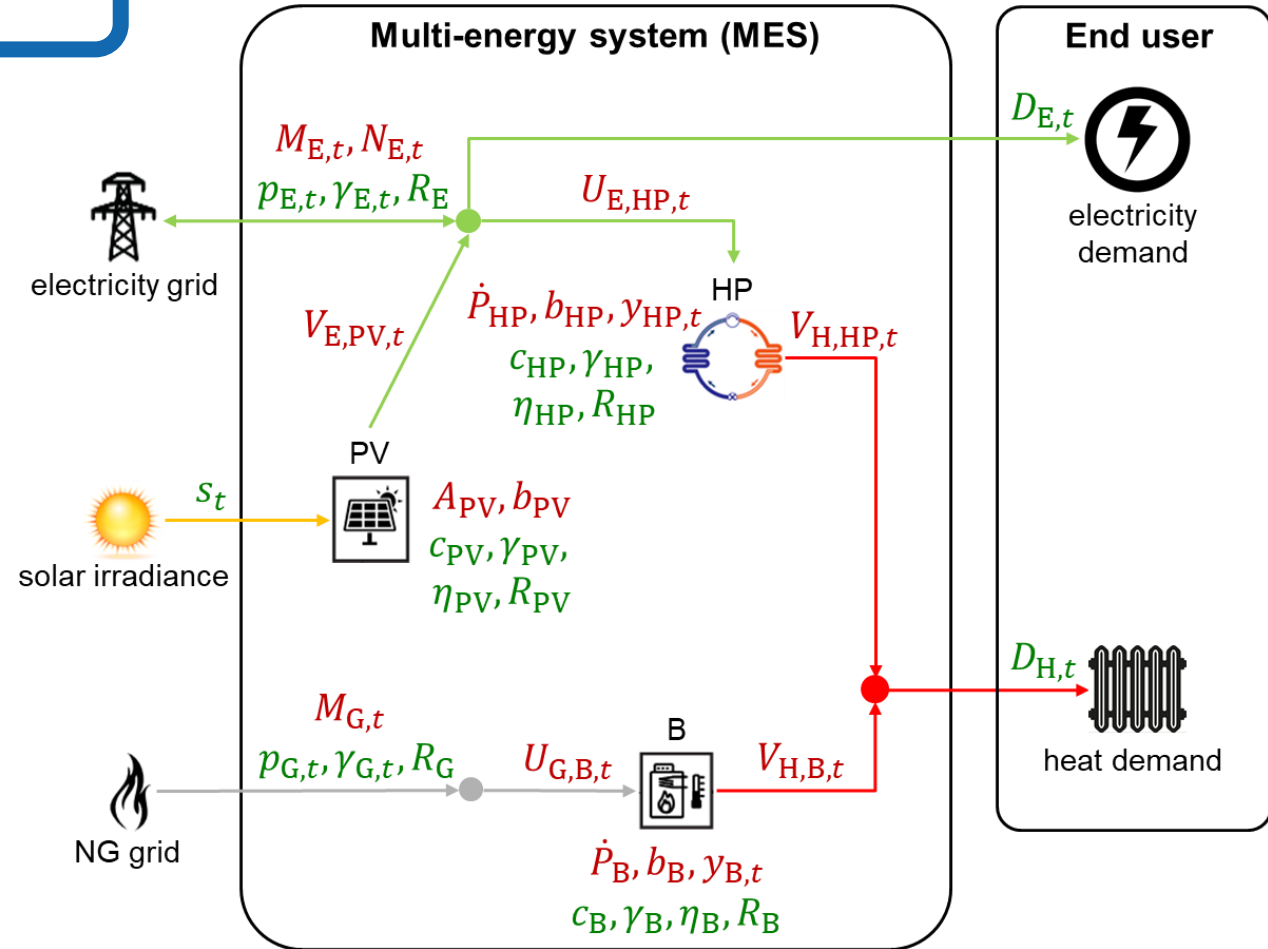 Multi-energy system (MES)
End user
M_E,t, N_E,t
p_E,t, γ_E,t, R_E
D_E,t
U_E,HP,t
electricity grid
electricity
demand
V_E,PV,t
HP
Ṗ_HP, b_HP, y_HP,t
c_HP, γ_HP,
η_HP, R_HP
V_H,HP,t
PV
s_t
A_PV, b_PV
c_PV, γ_PV,
η_PV, R_PV
solar irradiance
D_H,t
heat demand
M_G,t
p_G,t, γ_G,t, R_G
U_G,B,t
B
V_H,B,t
NG grid
Ṗ_B, b_B, y_B,t
c_B, γ_B, η_B, R_B